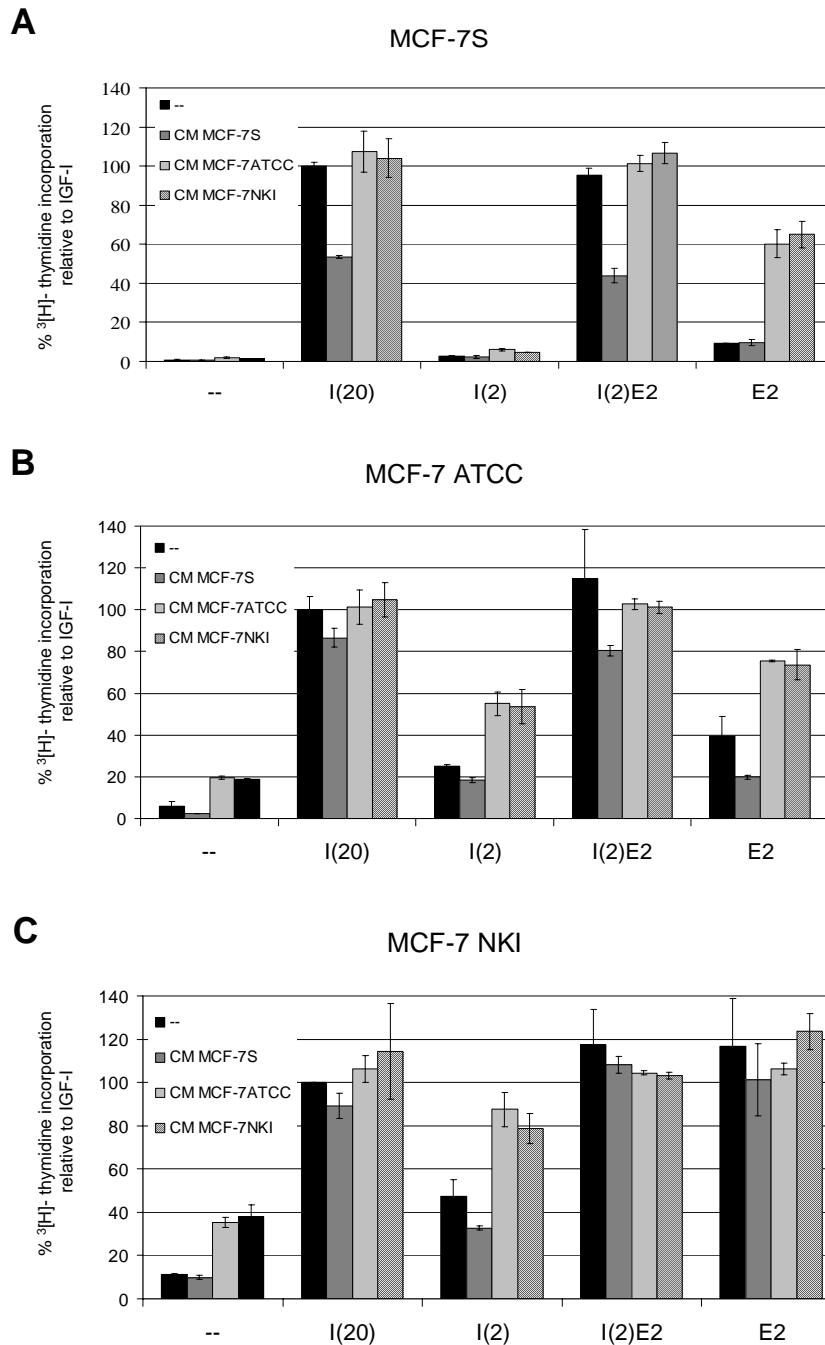 A
MCF-7S
% ³[H]- thymidine incorporation
relative to IGF-I
140
120
100
80
60
40
20
0
--
CM MCF-7S
CM MCF-7ATCC
CM MCF-7NKI
-- I(20) I(2) I(2)E2 E2
B
MCF-7 ATCC
% ³[H]- thymidine incorporation
relative to IGF-I
140
120
100
80
60
40
20
0
--
CM MCF-7S
CM MCF-7ATCC
CM MCF-7NKI
-- I(20) I(2) I(2)E2 E2
C
MCF-7 NKI
% ³[H]- thymidine incorporation
relative to IGF-I
140
120
100
80
60
40
20
0
--
CM MCF-7S
CM MCF-7ATCC
CM MCF-7NKI
-- I(20) I(2) I(2)E2 E2